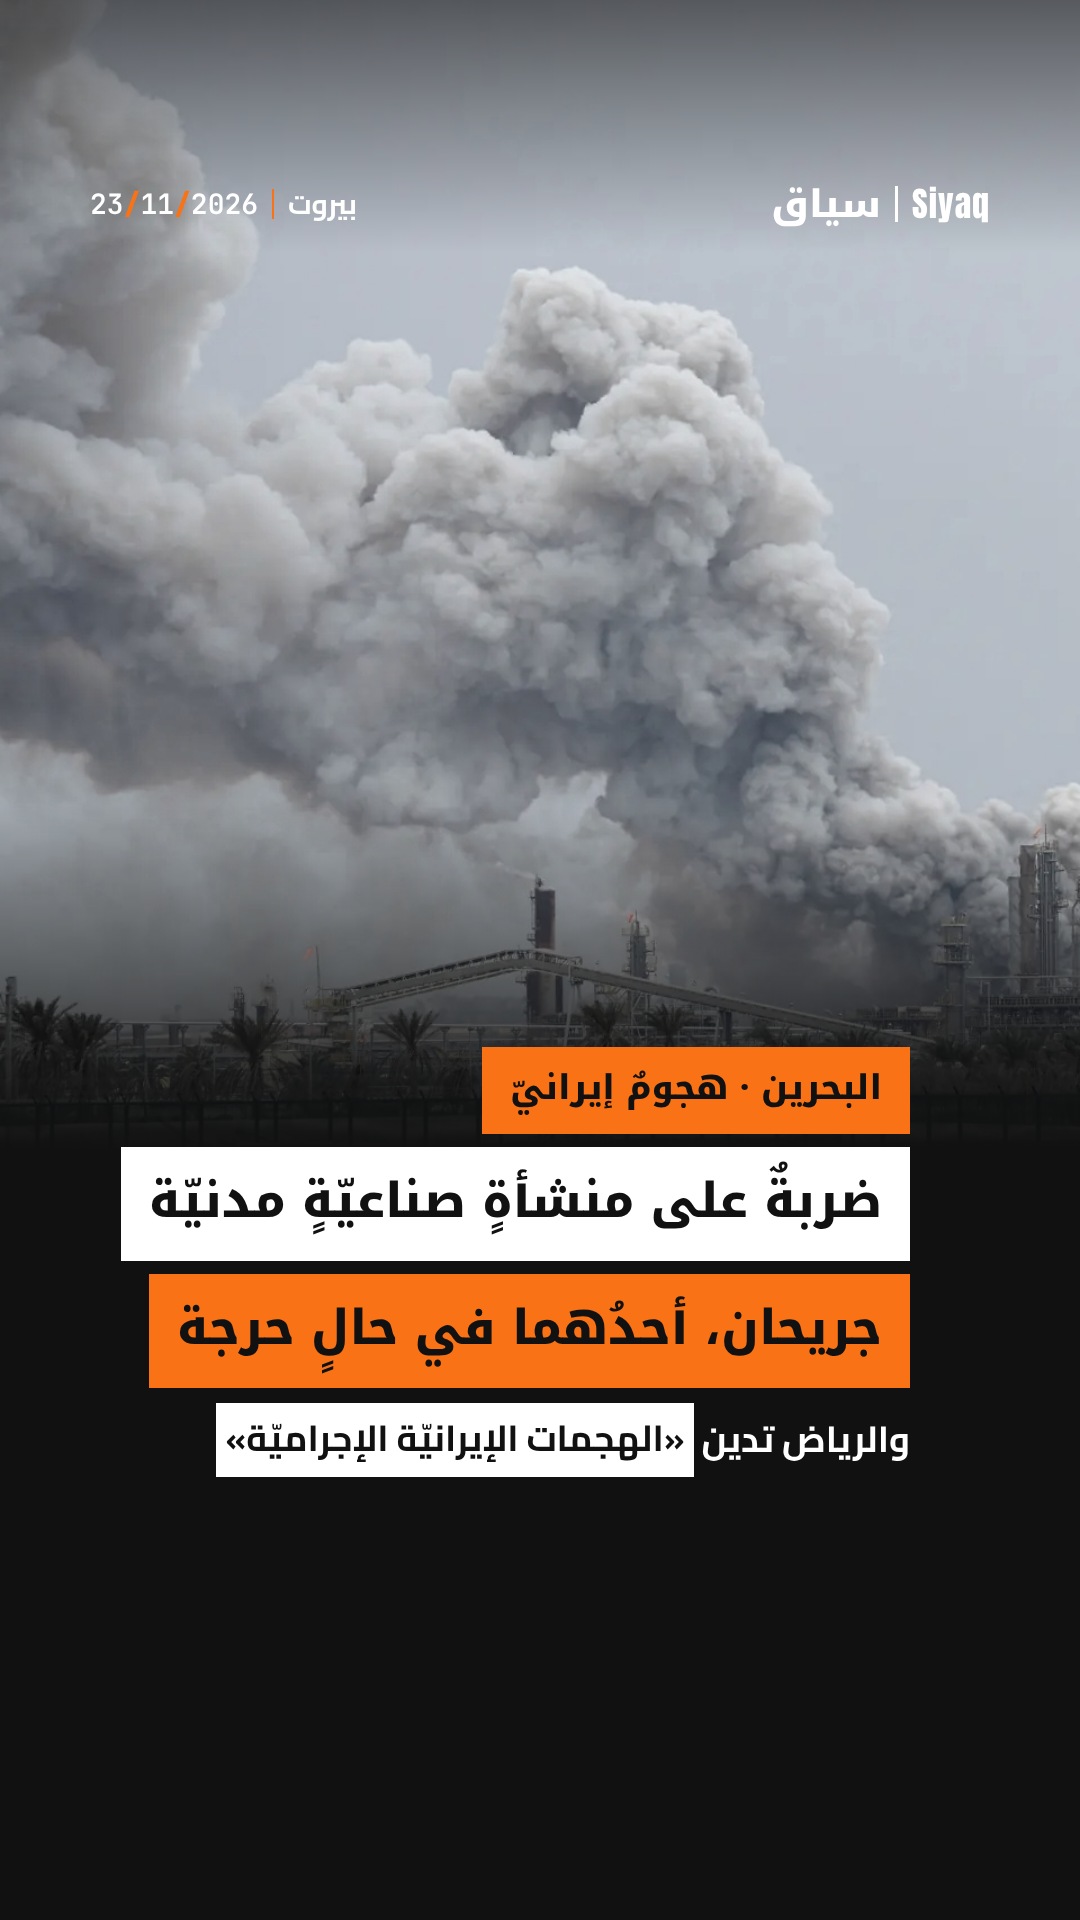 سياق | Siyaq
بيروت | 23/11/2026
البحرين · هجومٌ إيرانيّ
ضربةٌ على منشأةٍ صناعيّةٍ مدنيّة
جريحان، أحدُهما في حالٍ حرجة
والرياض تدين «الهجمات الإيرانيّة الإجراميّة»